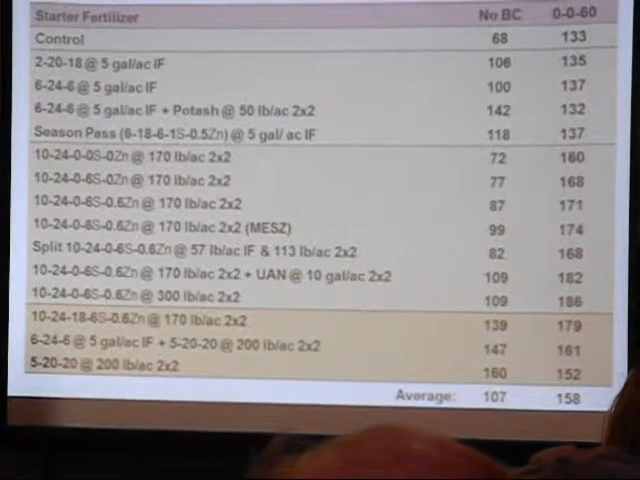 Starter Fertilizer No BC 0-0-60
Control 68 133
2-20-18 @ 5 gal/ac IF 106 135
6-24-6 @ 5 gal/ac IF 100 137
6-24-6 @ 5 gal/ac IF + Potash @ 50 lb/ac 2x2 142 132
Season Pass (6-18-6-1S-0.5Zn) @ 5 gal/ ac IF 118 137
10-24-0-0S-0Zn @ 170 lb/ac 2x2 72 160
10-24-0-6S-0Zn @ 170 lb/ac 2x2 77 168
10-24-0-6S-0.6Zn @ 170 lb/ac 2x2 87 171
10-24-0-6S-0.6Zn @ 170 lb/ac 2x2 (MESZ) 99 174
Split 10-24-0-6S-0.6Zn @ 57 lb/ac IF & 113 lb/ac 2x2 82 168
10-24-0-6S-0.6Zn @ 170 lb/ac 2x2 + UAN @ 10 gal/ac 2x2 109 182
10-24-0-6S-0.6Zn @ 300 lb/ac 2x2 109 186
10-24-18-6S-0.6Zn @ 170 lb/ac 2x2 139 179
6-24-6 @ 5 gal/ac IF + 5-20-20 @ 200 lb/ac 2x2 147 161
5-20-20 @ 200 lb/ac 2x2 160 152
Average: 107 158